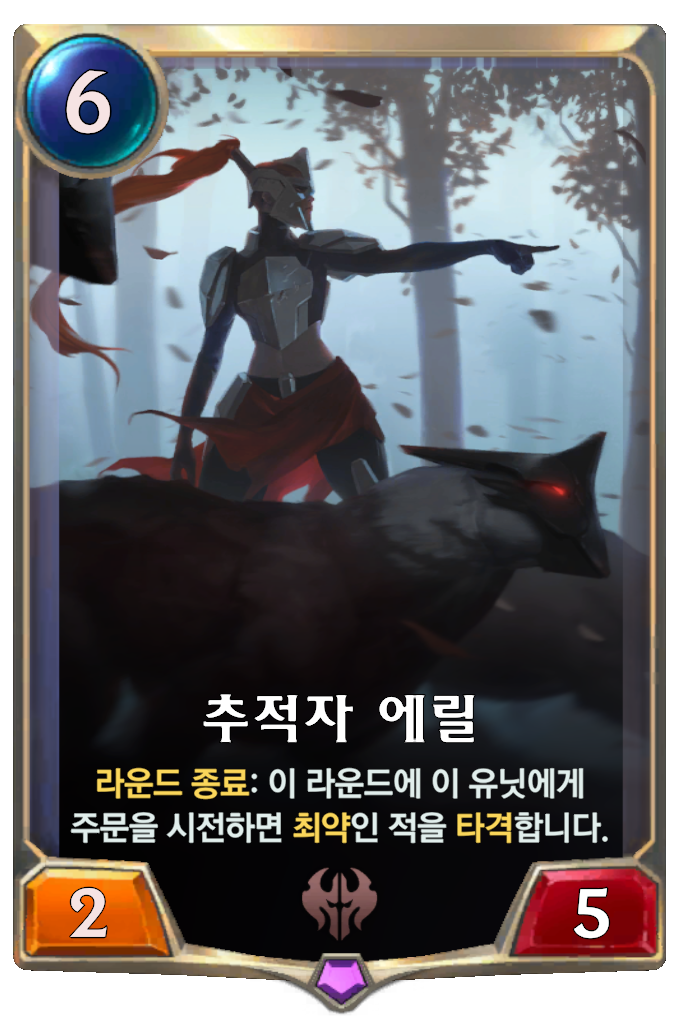 6
추적자 에릴
라운드 종료: 이 라운드에 이 유닛에게
주문을 시전하면 최약인 적을 타격합니다.
2
5